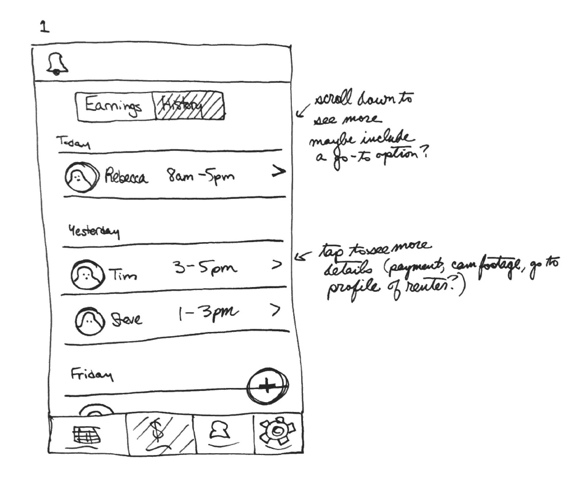 1
Earnings History
Today
Rebecca 8am-5pm >
Yesterday
Tim 3-5pm >
Steve 1-3pm >
Friday
+
$
scroll down to
see more
maybe include
a go-to option?
tap to see more
details (payment, cam footage, go to
profile of renter?)